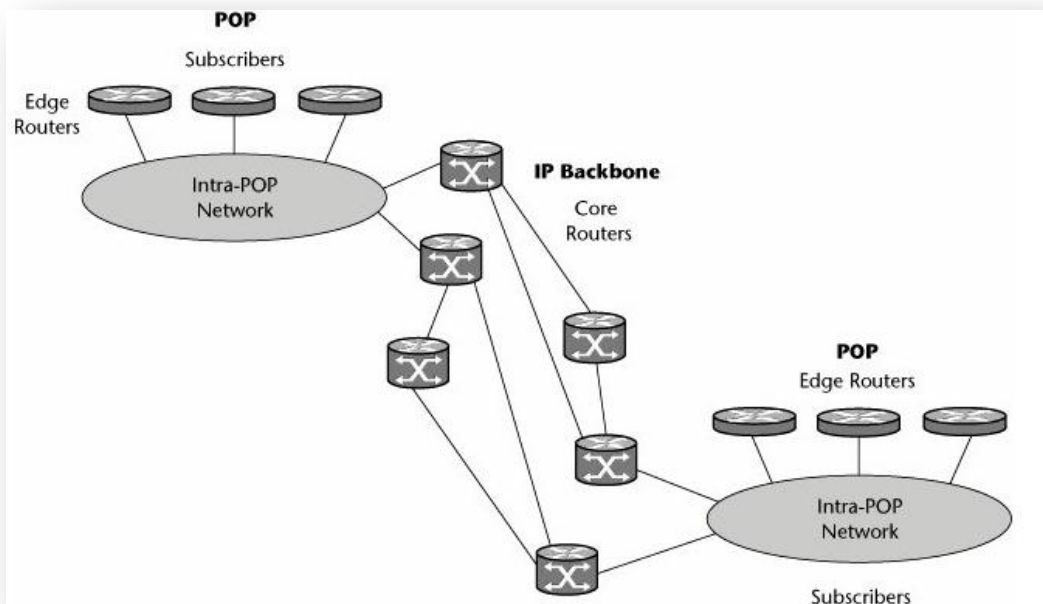 POP
Subscribers
Edge
Routers
Intra-POP
Network
IP Backbone
Core
Routers
POP
Edge Routers
Intra-POP
Network
Subscribers